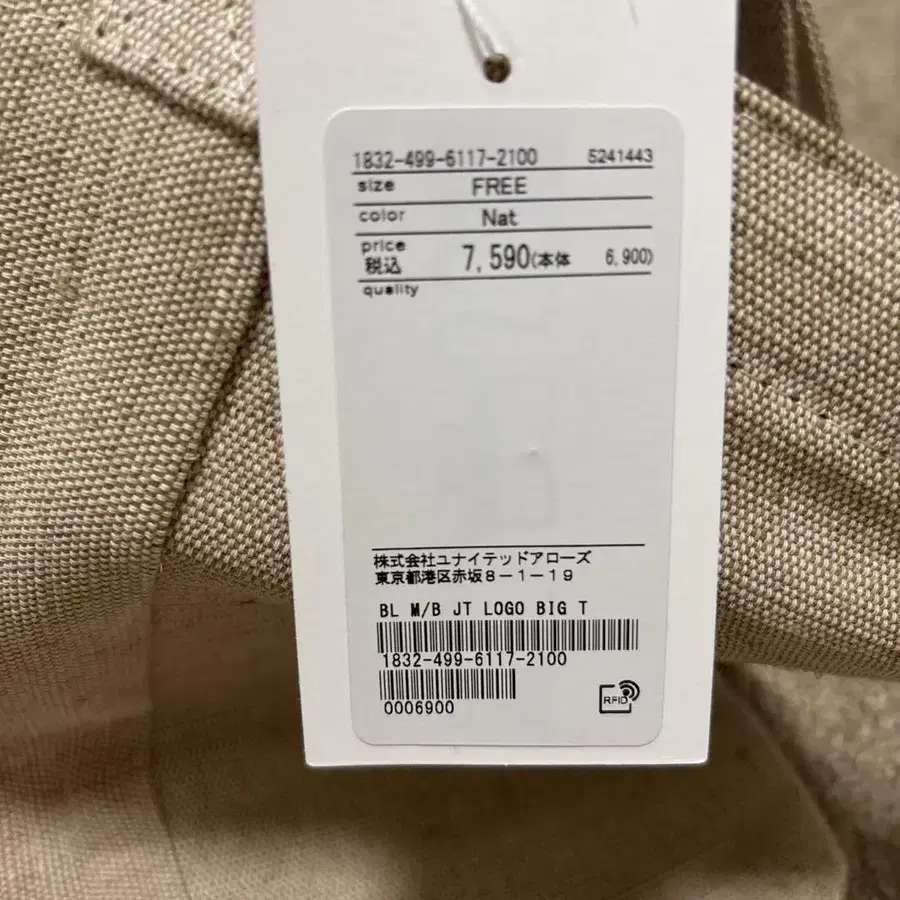 1832-499-6117-2100 5241443
size FREE
color Nat
price
税込 7,590(本体 6,900)
quality
株式会社ユナイテッドアローズ
東京都港区赤坂8-1-19
BL M/B JT LOGO BIG T
1832-499-6117-2100
0006900
RFID